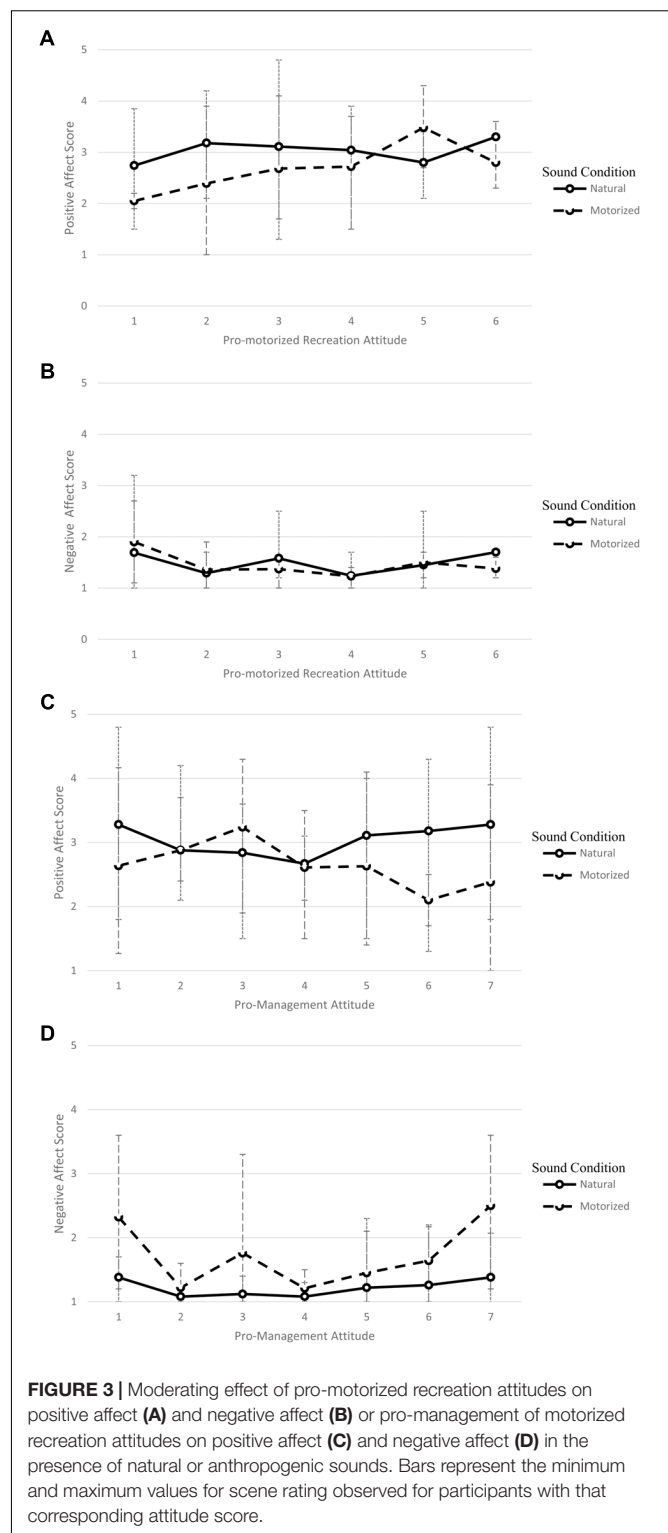 A
5
4
3
2
1
0
Positive Affect Score
1 2 3 4 5 6
Pro-motorized Recreation Attitude
Sound Condition
Natural
Motorized
B
5
4
3
2
1
0
Negative Affect Score
1 2 3 4 5 6
Pro-motorized Recreation Attitude
Sound Condition
Natural
Motorized
C
5
4
3
2
1
Positive Affect Score
1 2 3 4 5 6 7
Pro-Management Attitude
Sound Condition
Natural
Motorized
D
5
4
3
2
1
Negative Affect Score
1 2 3 4 5 6 7
Pro-Management Attitude
Sound Condition
Natural
Motorized
FIGURE 3 | Moderating effect of pro-motorized recreation attitudes on
positive affect (A) and negative affect (B) or pro-management of motorized
recreation attitudes on positive affect (C) and negative affect (D) in the
presence of natural or anthropogenic sounds. Bars represent the minimum
and maximum values for scene rating observed for participants with that
corresponding attitude score.